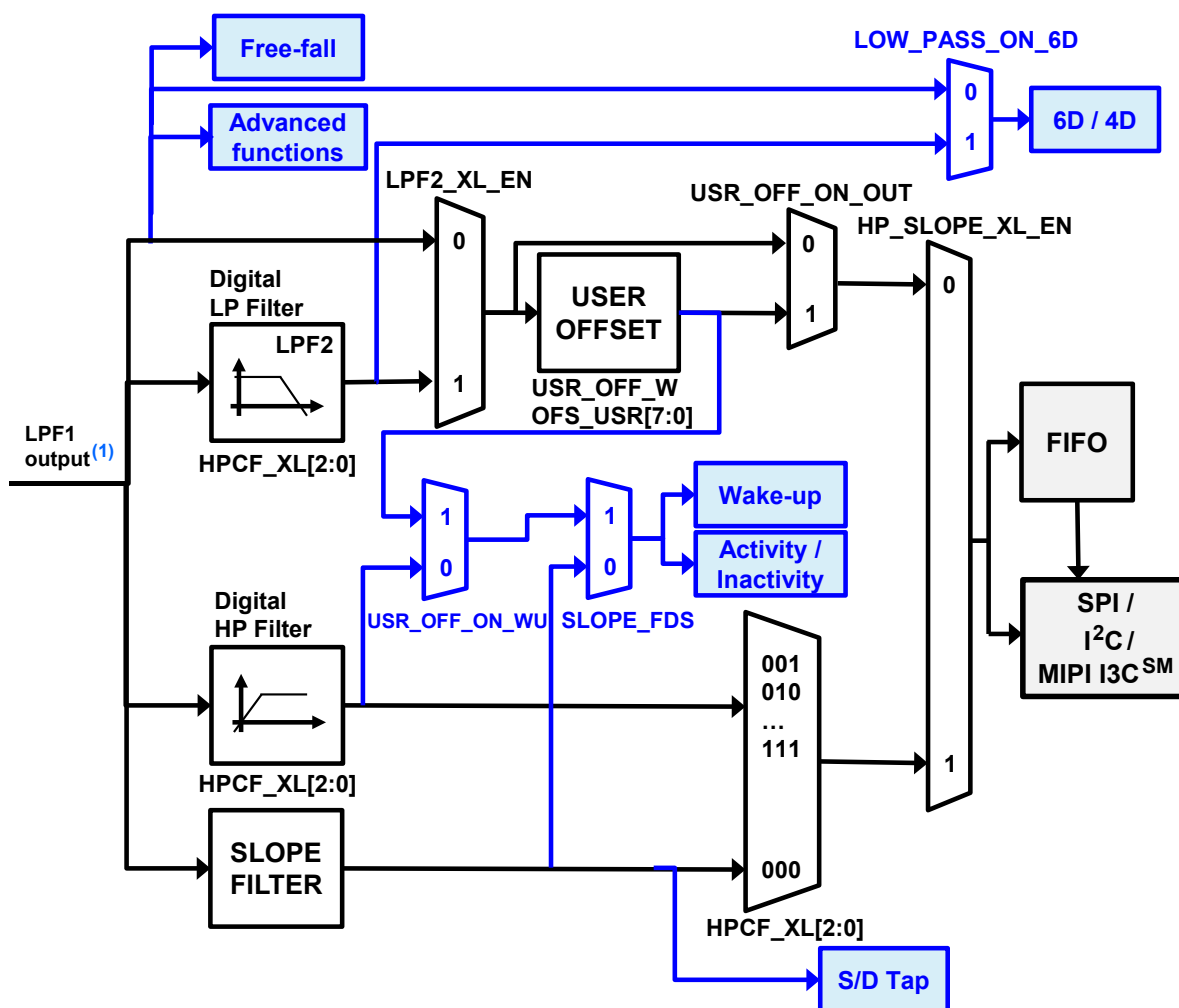 Free-fall
LOW_PASS_ON_6D
0
1
6D / 4D
Advanced
functions
LPF2_XL_EN
0
1
USR_OFF_ON_OUT
0
1
HP_SLOPE_XL_EN
0
1
Digital
LP Filter
LPF2
HPCF_XL[2:0]
USER
OFFSET
USR_OFF_W
OFS_USR[7:0]
LPF1
output(1)
FIFO
Wake-up
Activity /
Inactivity
1
0
USR_OFF_ON_WU
1
0
SLOPE_FDS
SPI /
I²C /
MIPI I3C℠
Digital
HP Filter
HPCF_XL[2:0]
001
010
...
111
000
HPCF_XL[2:0]
SLOPE
FILTER
S/D Tap